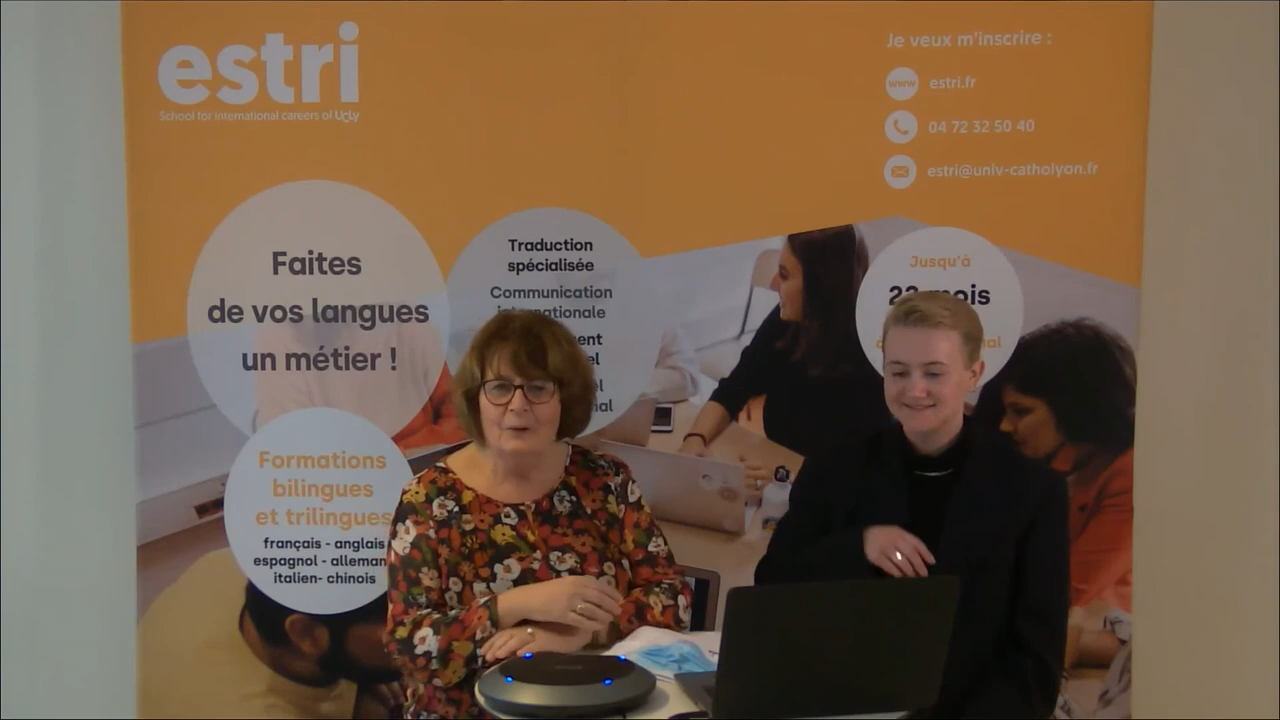 estri
School for international careers of UCLy
Je veux m'inscrire :
www estri.fr
04 72 32 50 40
estri@univ-catholyon.fr
Faites
de vos langues
un métier !
Traduction
spécialisée
Communication
Jusqu'à
Formations
bilingues
et trilingues
français - anglais
espagnol - alleman
italien- chinois